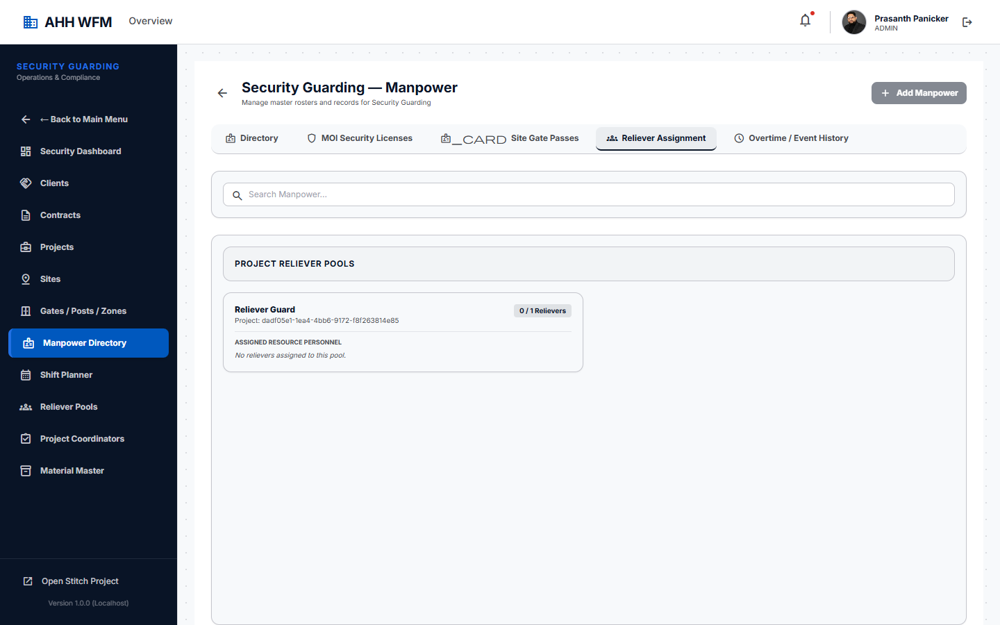 AHH WFM
Overview
Prasanth Panicker
ADMIN
SECURITY GUARDING
Operations & Compliance
← Back to Main Menu
Security Dashboard
Clients
Contracts
Projects
Sites
Gates / Posts / Zones
Manpower Directory
Shift Planner
Reliever Pools
Project Coordinators
Material Master
Open Stitch Project
Version 1.0.0 (Localhost)
Security Guarding — Manpower
Manage master rosters and records for Security Guarding
Add Manpower
Directory
MOI Security Licenses
_CARD Site Gate Passes
Reliever Assignment
Overtime / Event History
Search Manpower...
PROJECT RELIEVER POOLS
Reliever Guard
0 / 1 Relievers
Project: dadf05e1-1ea4-4bb6-9172-f8f263814e85
ASSIGNED RESOURCE PERSONNEL
No relievers assigned to this pool.